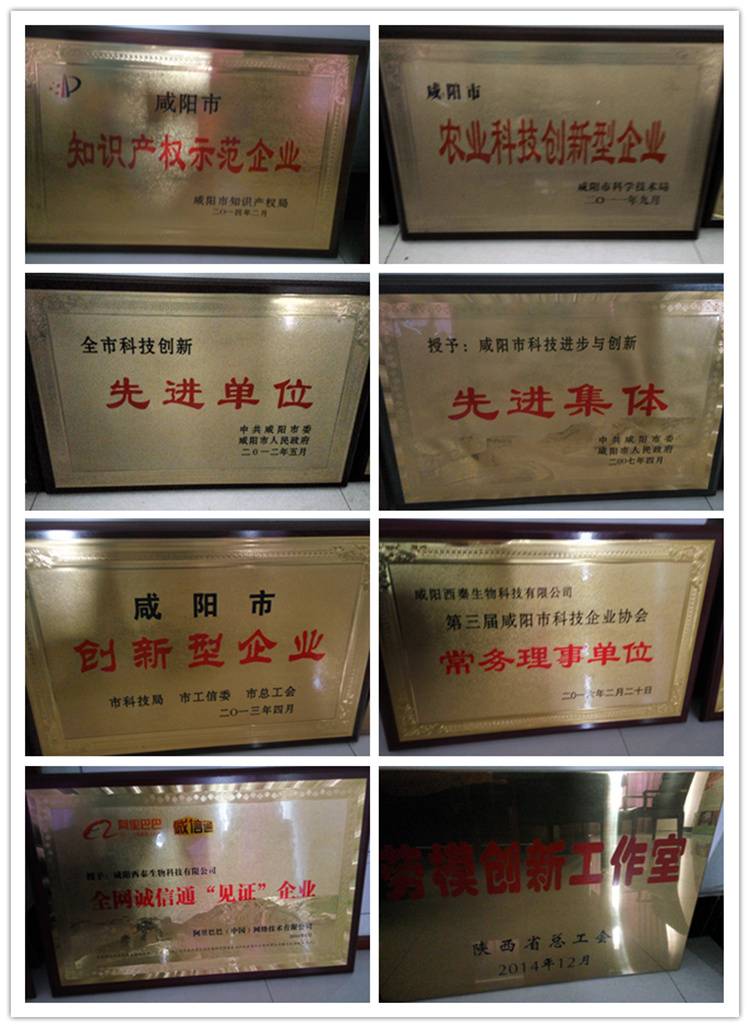 咸阳市
知识产权示范企业
咸阳市知识产权局
二〇一四年二月
咸阳市
农业科技创新型企业
咸阳市科学技术局
二〇一一年九月
全市科技创新
先进单位
中共咸阳市委
咸阳市人民政府
二〇一二年五月
授予：咸阳市科技进步与创新
先进集体
中共咸阳市委
咸阳市人民政府
二〇〇七年四月
咸阳市
创新型企业
市科技局 市工信委 市总工会
二〇一三年四月
咸阳西秦生物科技有限公司
第三届咸阳市科技企业协会
常务理事单位
二〇一六年二月二十日
阿里巴巴 诚信通
授予：咸阳西秦生物科技有限公司
全网诚信通“见证”企业
阿里巴巴（中国）网络技术有限公司
劳模创新工作室
陕西省总工会
2014年12月